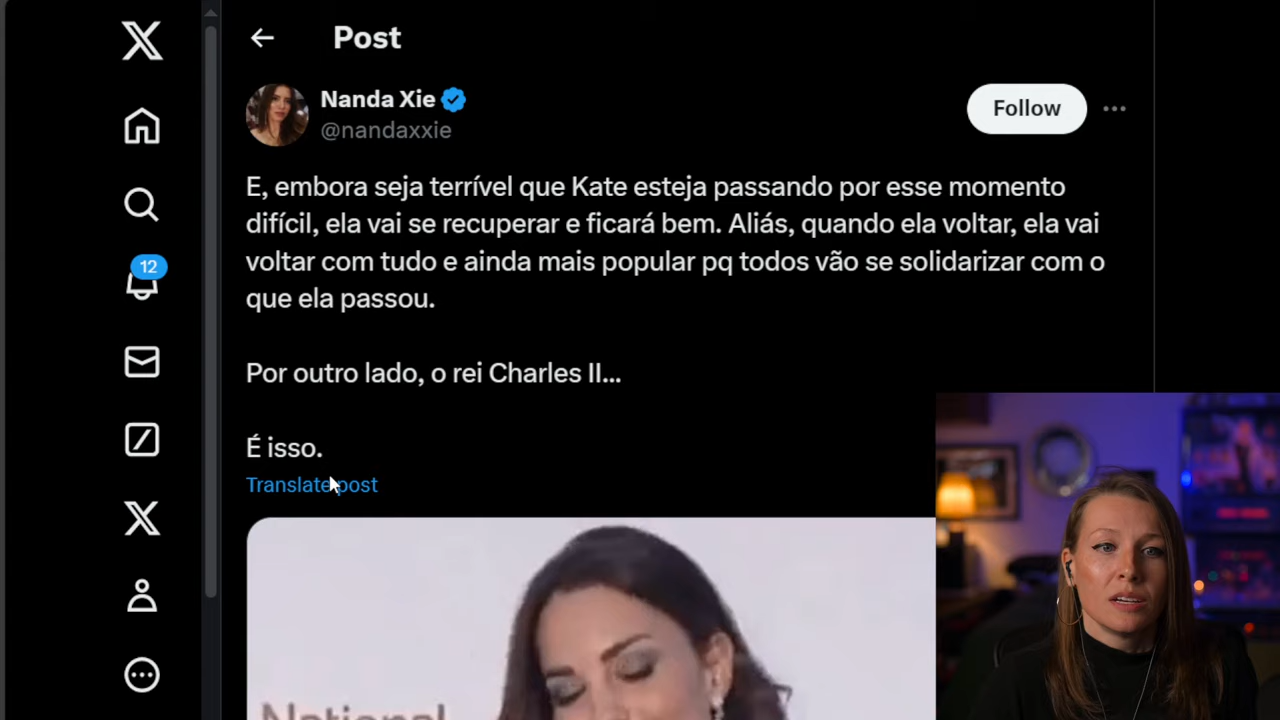 Post
Nanda Xie
@nandaxxie
Follow
E, embora seja terrível que Kate esteja passando por esse momento
difícil, ela vai se recuperar e ficará bem. Aliás, quando ela voltar, ela vai
voltar com tudo e ainda mais popular pq todos vão se solidarizar com o
que ela passou.
Por outro lado, o rei Charles II...
É isso.
Translate post
12
National